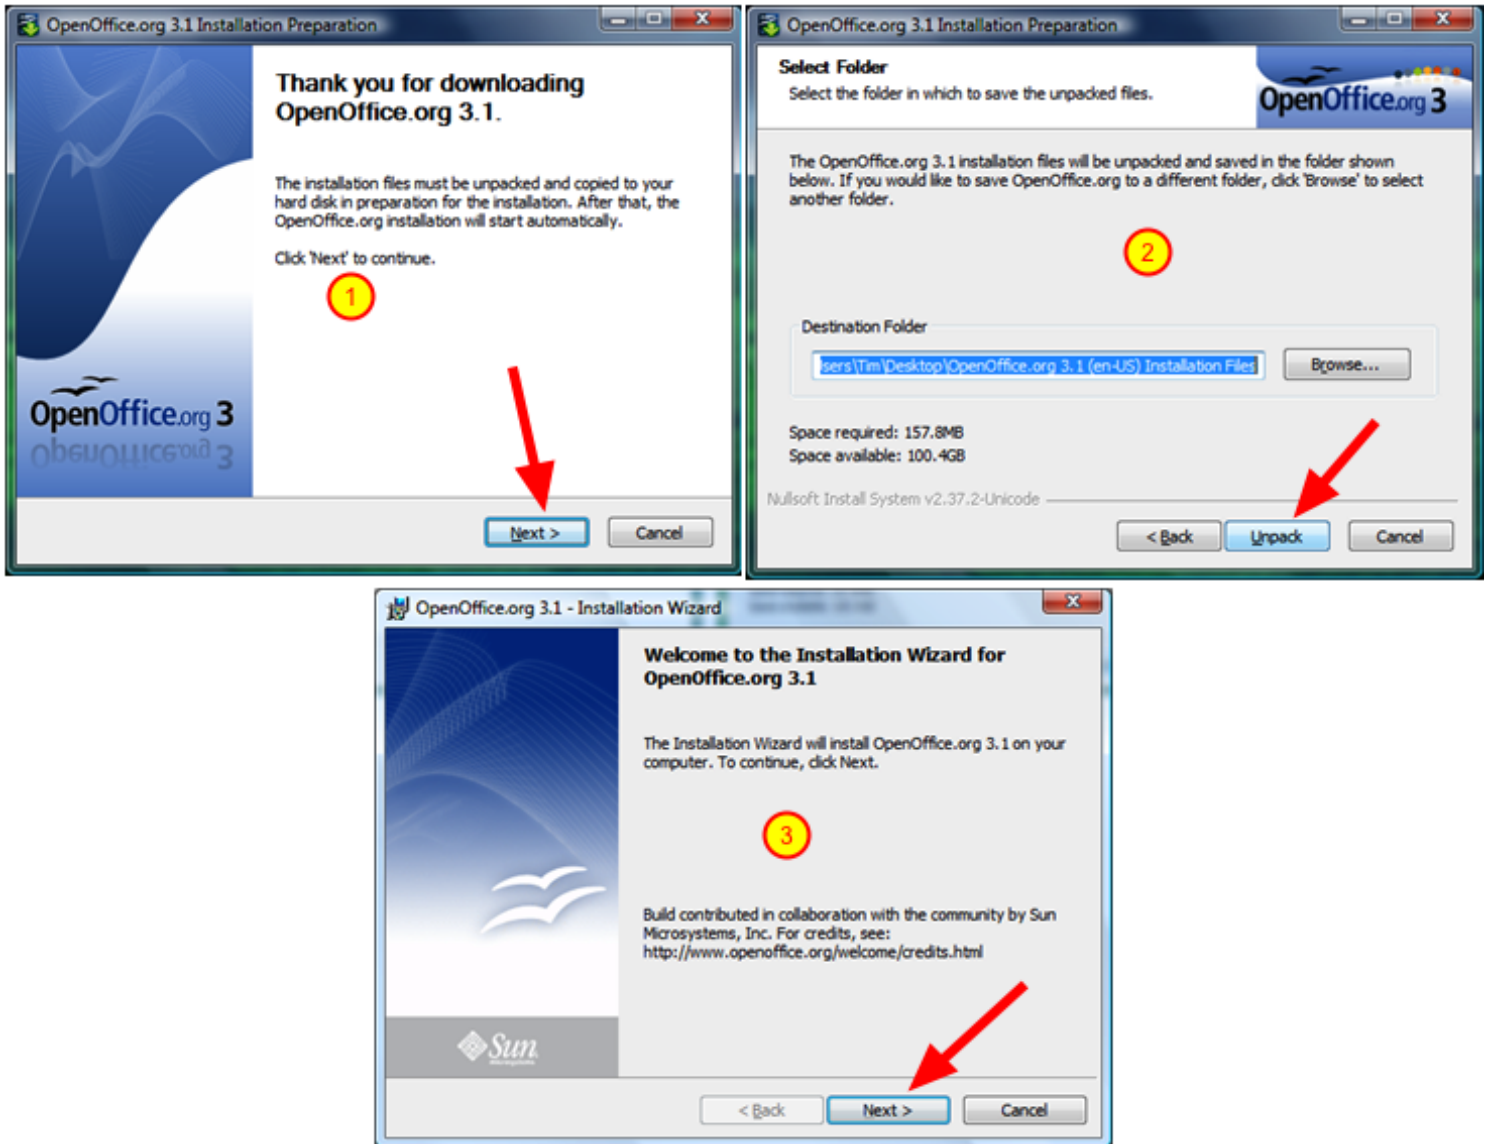 OpenOffice.org 3.1 Installation Preparation
Thank you for downloading
OpenOffice.org 3.1.
The installation files must be unpacked and copied to your
hard disk in preparation for the installation. After that, the
OpenOffice.org installation will start automatically.
Click 'Next' to continue.
1
OpenOffice.org 3
Next >
Cancel
OpenOffice.org 3.1 Installation Preparation
Select Folder
Select the folder in which to save the unpacked files.
OpenOffice.org 3
The OpenOffice.org 3.1 installation files will be unpacked and saved in the folder shown
below. If you would like to save OpenOffice.org to a different folder, click 'Browse' to select
another folder.
2
Destination Folder
sers\Tim\Desktop\OpenOffice.org 3.1 (en-US) Installation Files
Browse...
Space required: 157.8MB
Space available: 100.4GB
Nullsoft Install System v2.37.2-Unicode
< Back
Unpack
Cancel
OpenOffice.org 3.1 - Installation Wizard
Welcome to the Installation Wizard for
OpenOffice.org 3.1
The Installation Wizard will install OpenOffice.org 3.1 on your
computer. To continue, click Next.
3
Build contributed in collaboration with the community by Sun
Microsystems, Inc. For credits, see:
http://www.openoffice.org/welcome/credits.html
Sun
< Back
Next >
Cancel